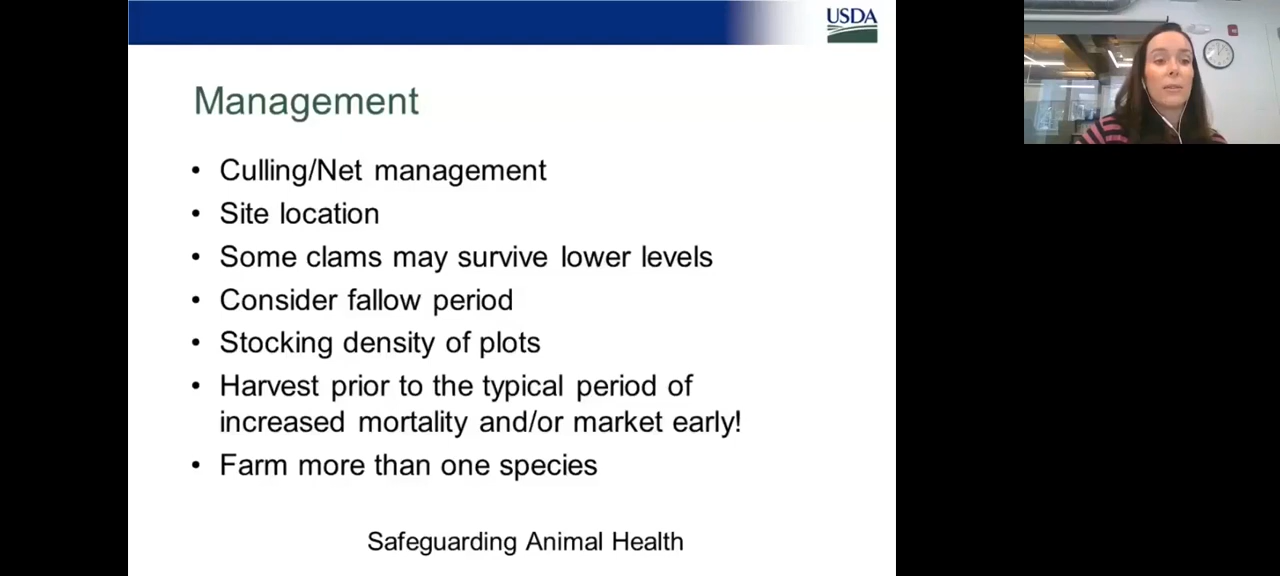 USDA
Management
• Culling/Net management
• Site location
• Some clams may survive lower levels
• Consider fallow period
• Stocking density of plots
• Harvest prior to the typical period of
increased mortality and/or market early!
• Farm more than one species
Safeguarding Animal Health